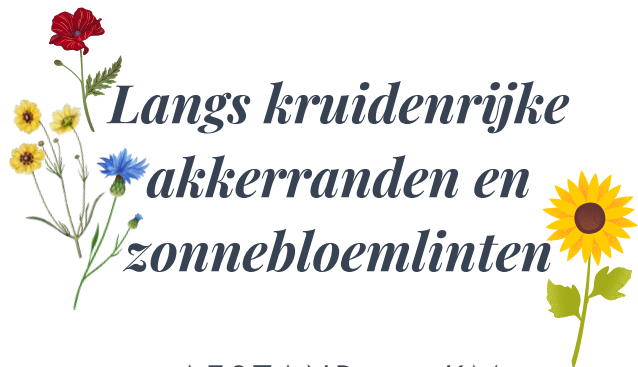 Langs kruidenrijke
akkerranden en
zonnebloemlinten